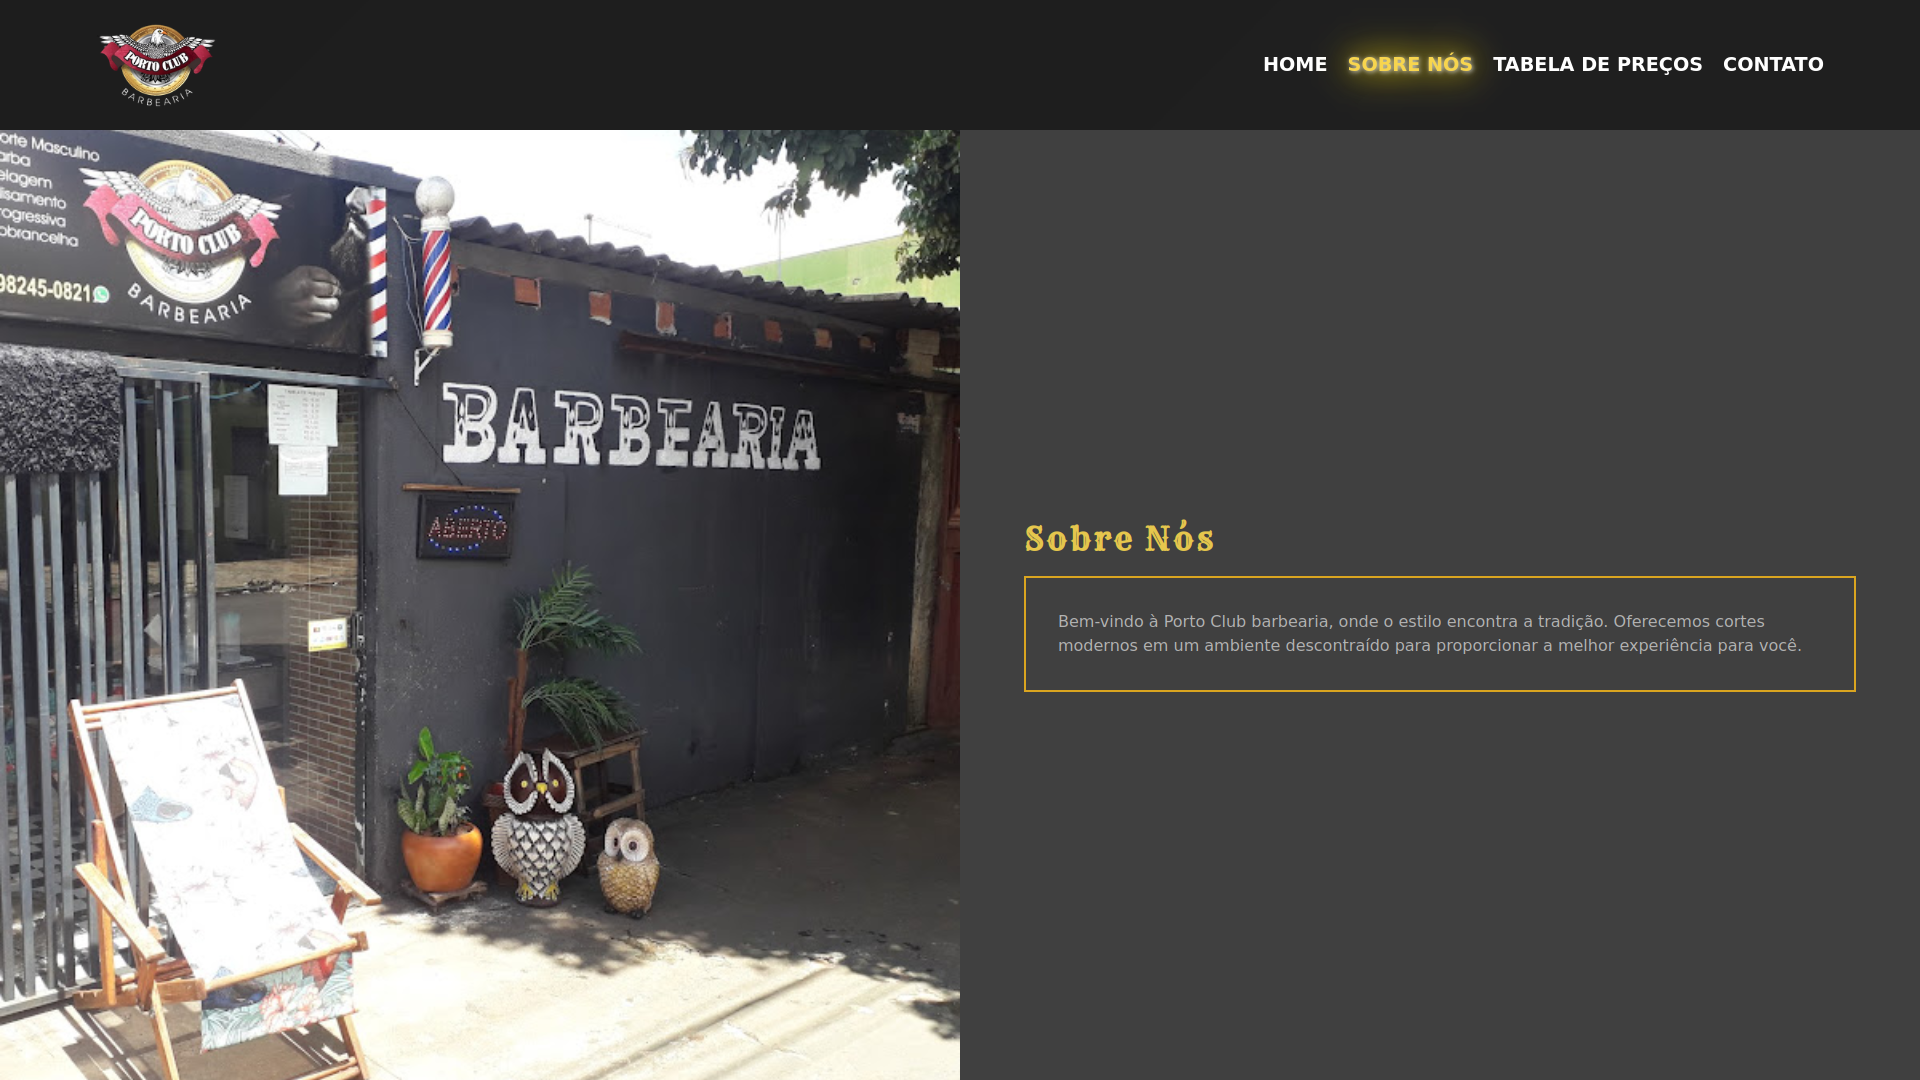 PORTO CLUB
BARBEARIA
HOME SOBRE NÓS TABELA DE PREÇOS CONTATO
orte Masculino
arba
elagem
lisamento
rogressiva
obrancelha
98245-0821
PORTO CLUB
BARBEARIA
BARBEARIA
ABERTO
Sobre Nós
Bem-vindo à Porto Club barbearia, onde o estilo encontra a tradição. Oferecemos cortes
modernos em um ambiente descontraído para proporcionar a melhor experiência para você.